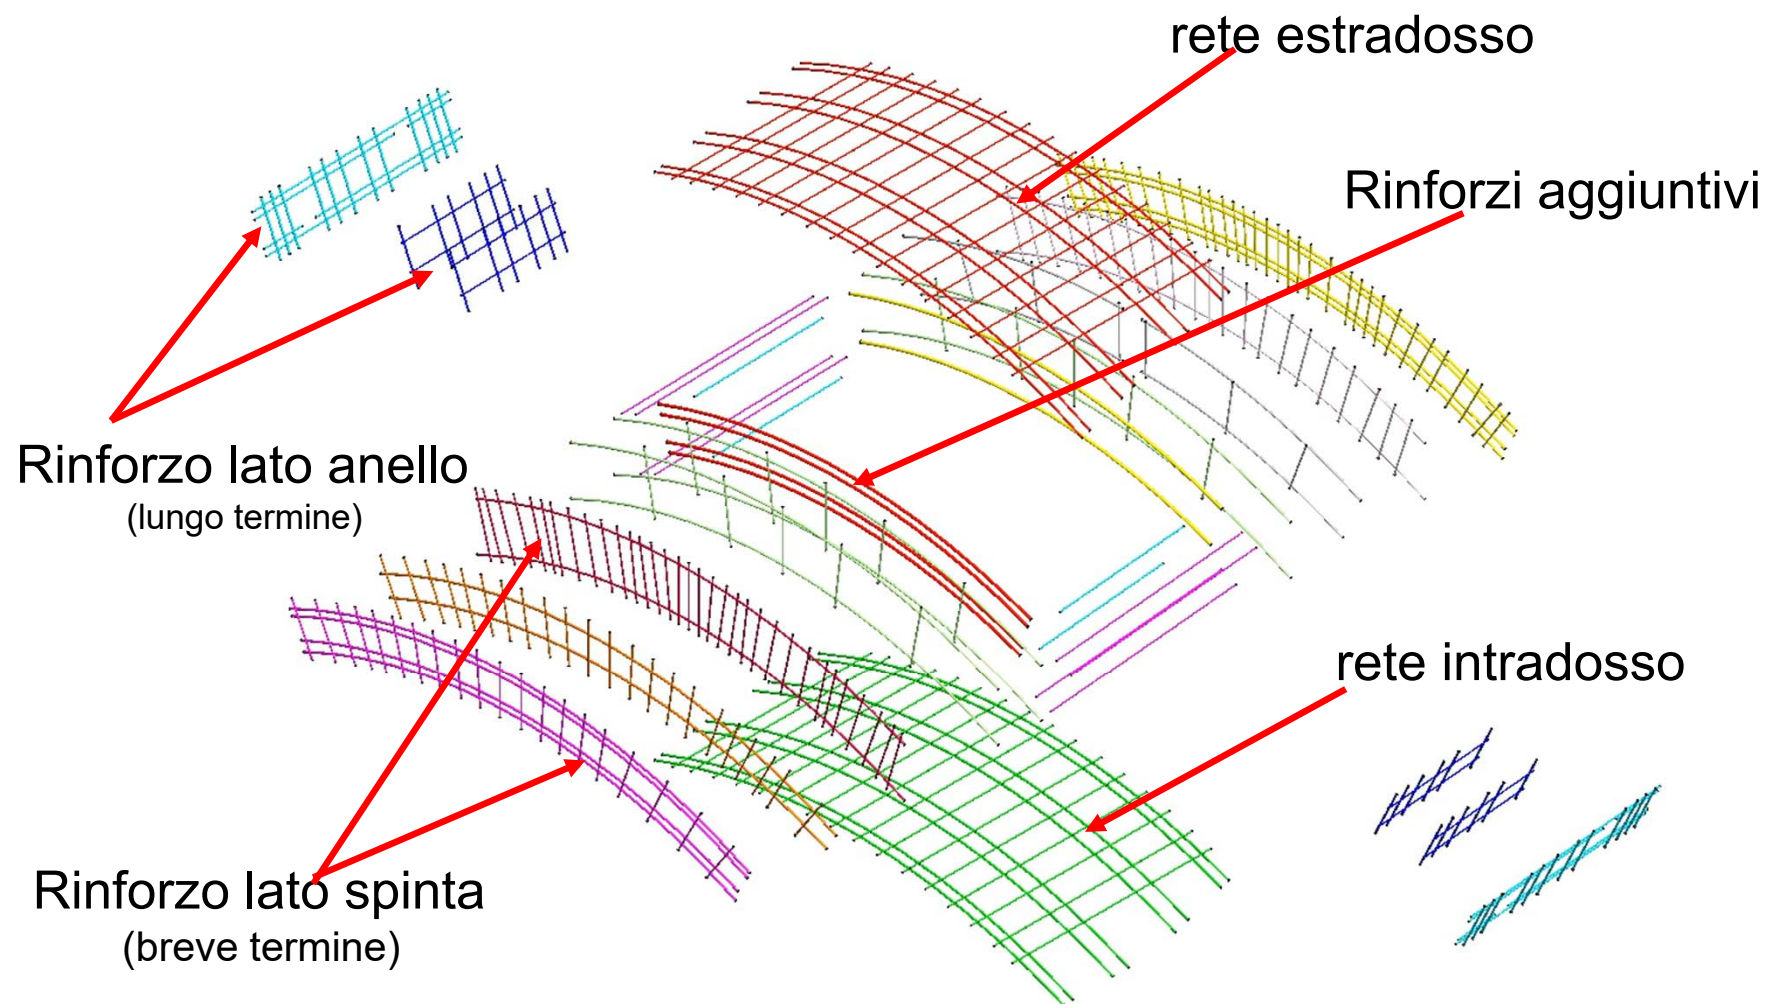 rete estradosso
Rinforzi aggiuntivi
Rinforzo lato anello
(lungo termine)
rete intradosso
Rinforzo lato spinta
(breve termine)